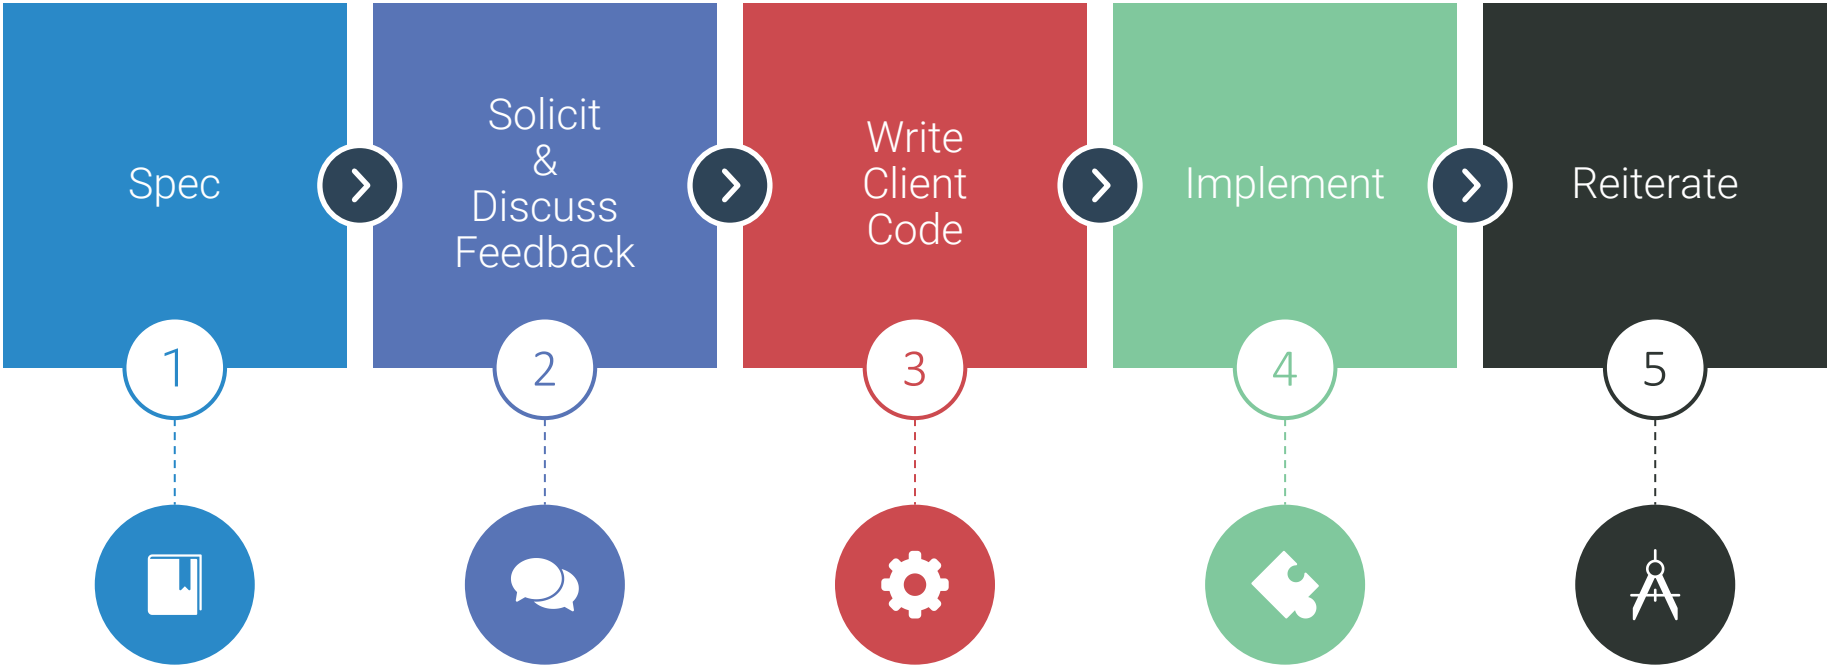 Spec
Solicit
&
Discuss
Feedback
Write
Client
Code
Implement
Reiterate
1
2
3
4
5